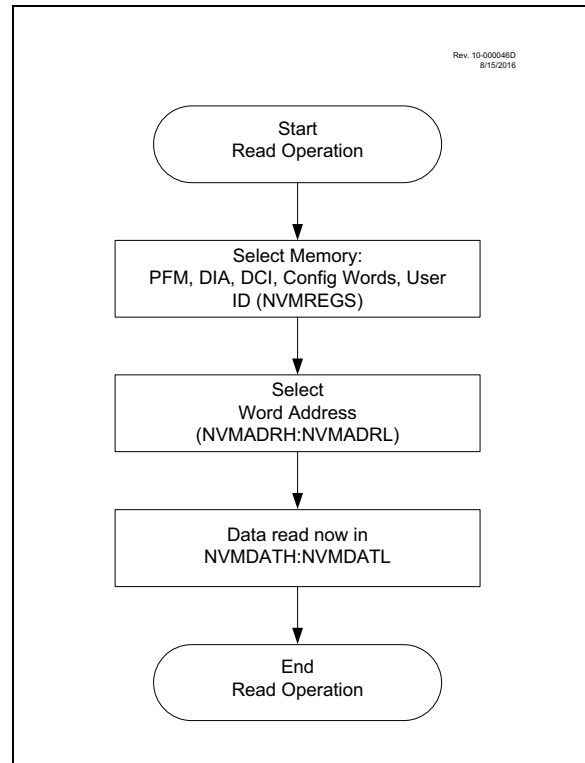 Rev. 10-000046D
8/15/2016
Start
Read Operation
Select Memory:
PFM, DIA, DCI, Config Words, User
ID (NVMREGS)
Select
Word Address
(NVMADRH:NVMADRL)
Data read now in
NVMDATH:NVMDATL
End
Read Operation